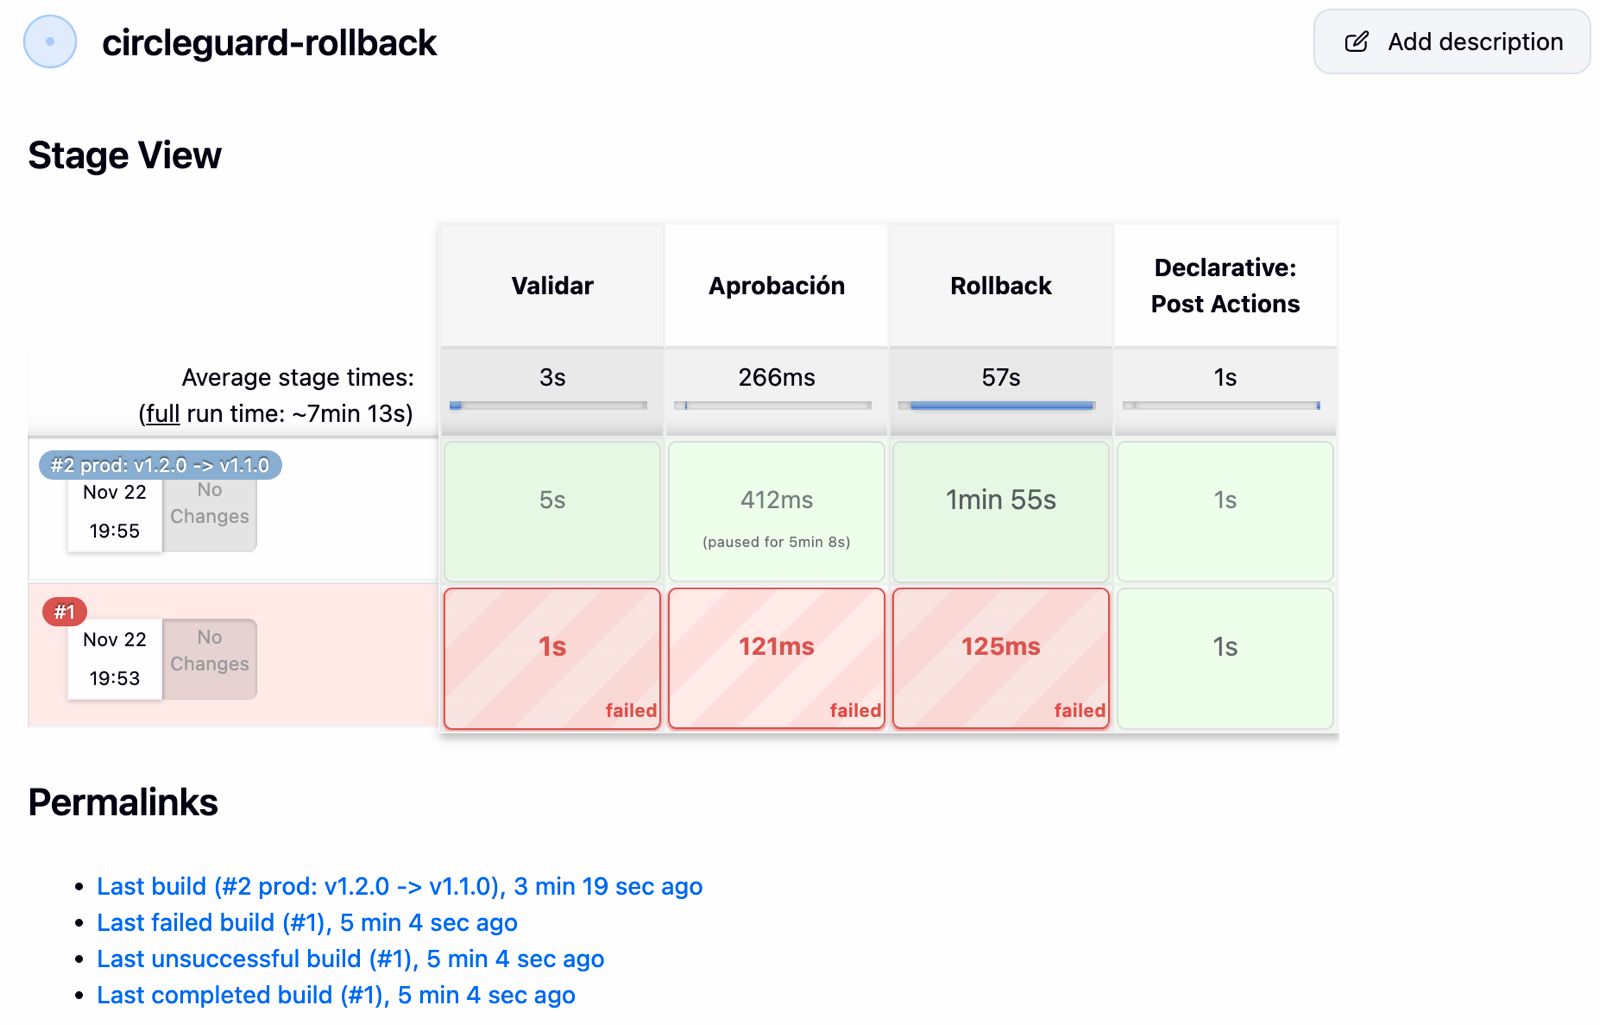 circleguard-rollback
Add description
Stage View
Validar
Aprobación
Rollback
Declarative:
Post Actions
Average stage times:
(full run time: ~7min 13s)
3s
266ms
57s
1s
#2 prod: v1.2.0 -> v1.1.0
Nov 22
19:55
No
Changes
5s
412ms
(paused for 5min 8s)
1min 55s
1s
#1
Nov 22
19:53
No
Changes
1s
failed
121ms
failed
125ms
failed
1s
Permalinks
Last build (#2 prod: v1.2.0 -> v1.1.0), 3 min 19 sec ago
Last failed build (#1), 5 min 4 sec ago
Last unsuccessful build (#1), 5 min 4 sec ago
Last completed build (#1), 5 min 4 sec ago